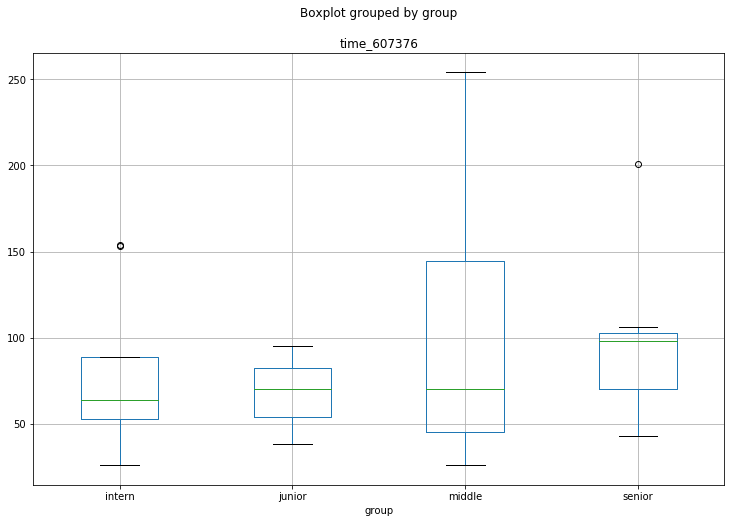 Boxplot grouped by group
time_607376
250
200
150
100
50
intern junior middle senior
group